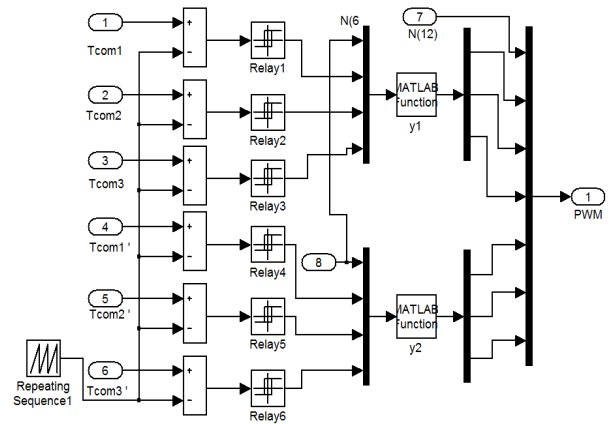 1
Tcom1
+
−
Relay1
2
Tcom2
+
−
Relay2
3
Tcom3
+
−
Relay3
4
Tcom1 '
+
−
Relay4
5
Tcom2 '
+
−
Relay5
6
Tcom3 '
+
−
Relay6
Repeating
Sequence1
N(6
7
N(12)
MATLAB
Function
y1
8
MATLAB
Function
y2
1
PWM